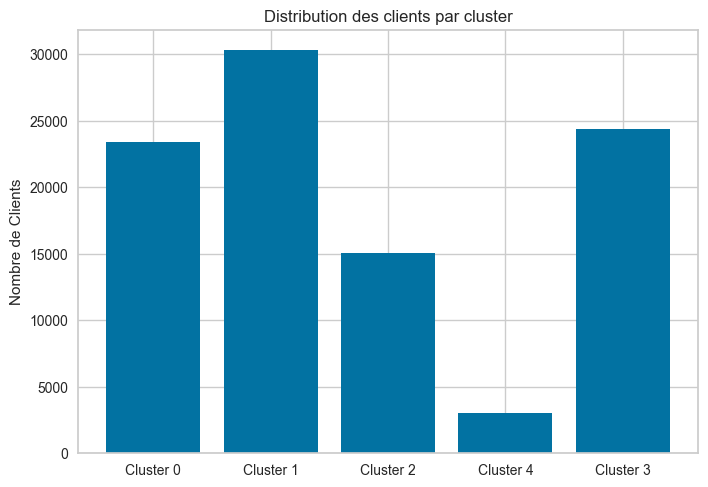 Distribution des clients par cluster
Nombre de Clients
30000
25000
20000
15000
10000
5000
0
Cluster 0
Cluster 1
Cluster 2
Cluster 4
Cluster 3